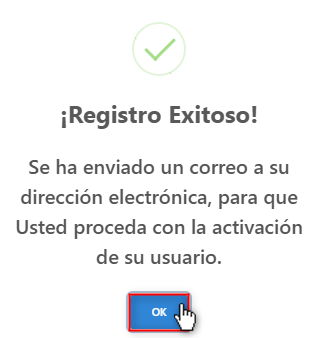 ¡Registro Exitoso!
Se ha enviado un correo a su
dirección electrónica, para que
Usted proceda con la activación
de su usuario.
OK